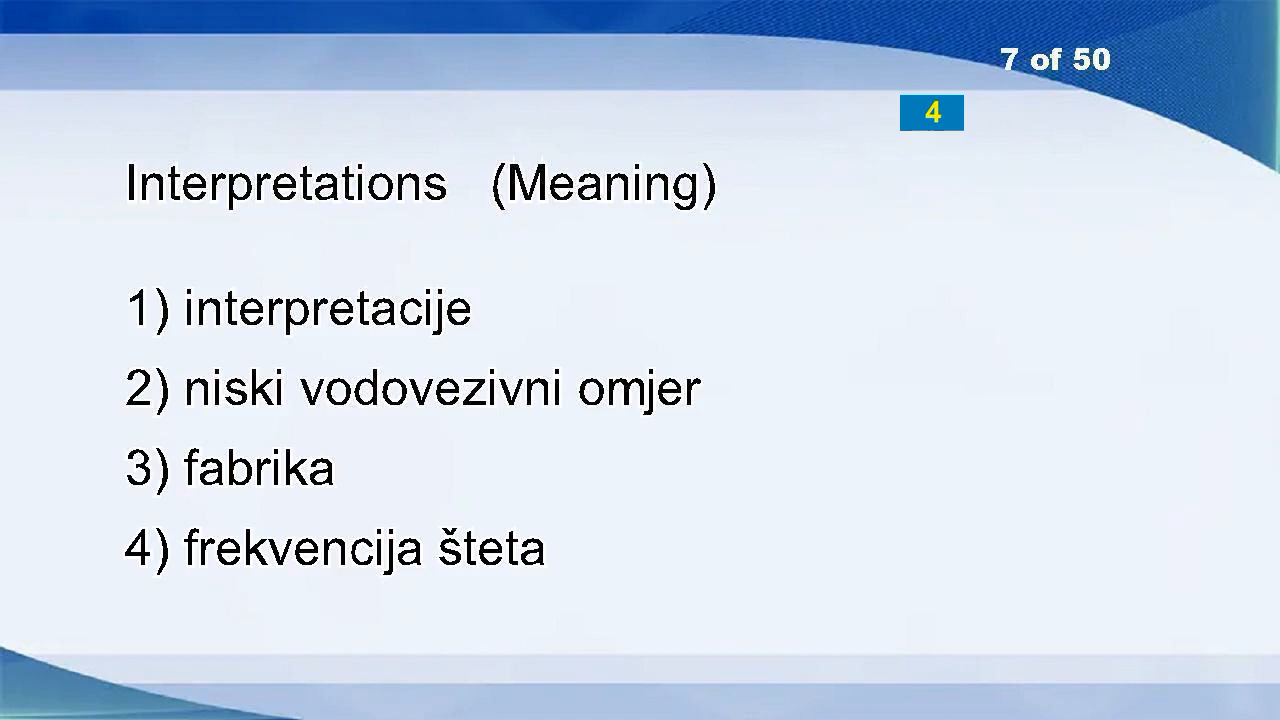 7 of 50
4
Interpretations (Meaning)
1) interpretacije
2) niski vodovezivni omjer
3) fabrika
4) frekvencija šteta